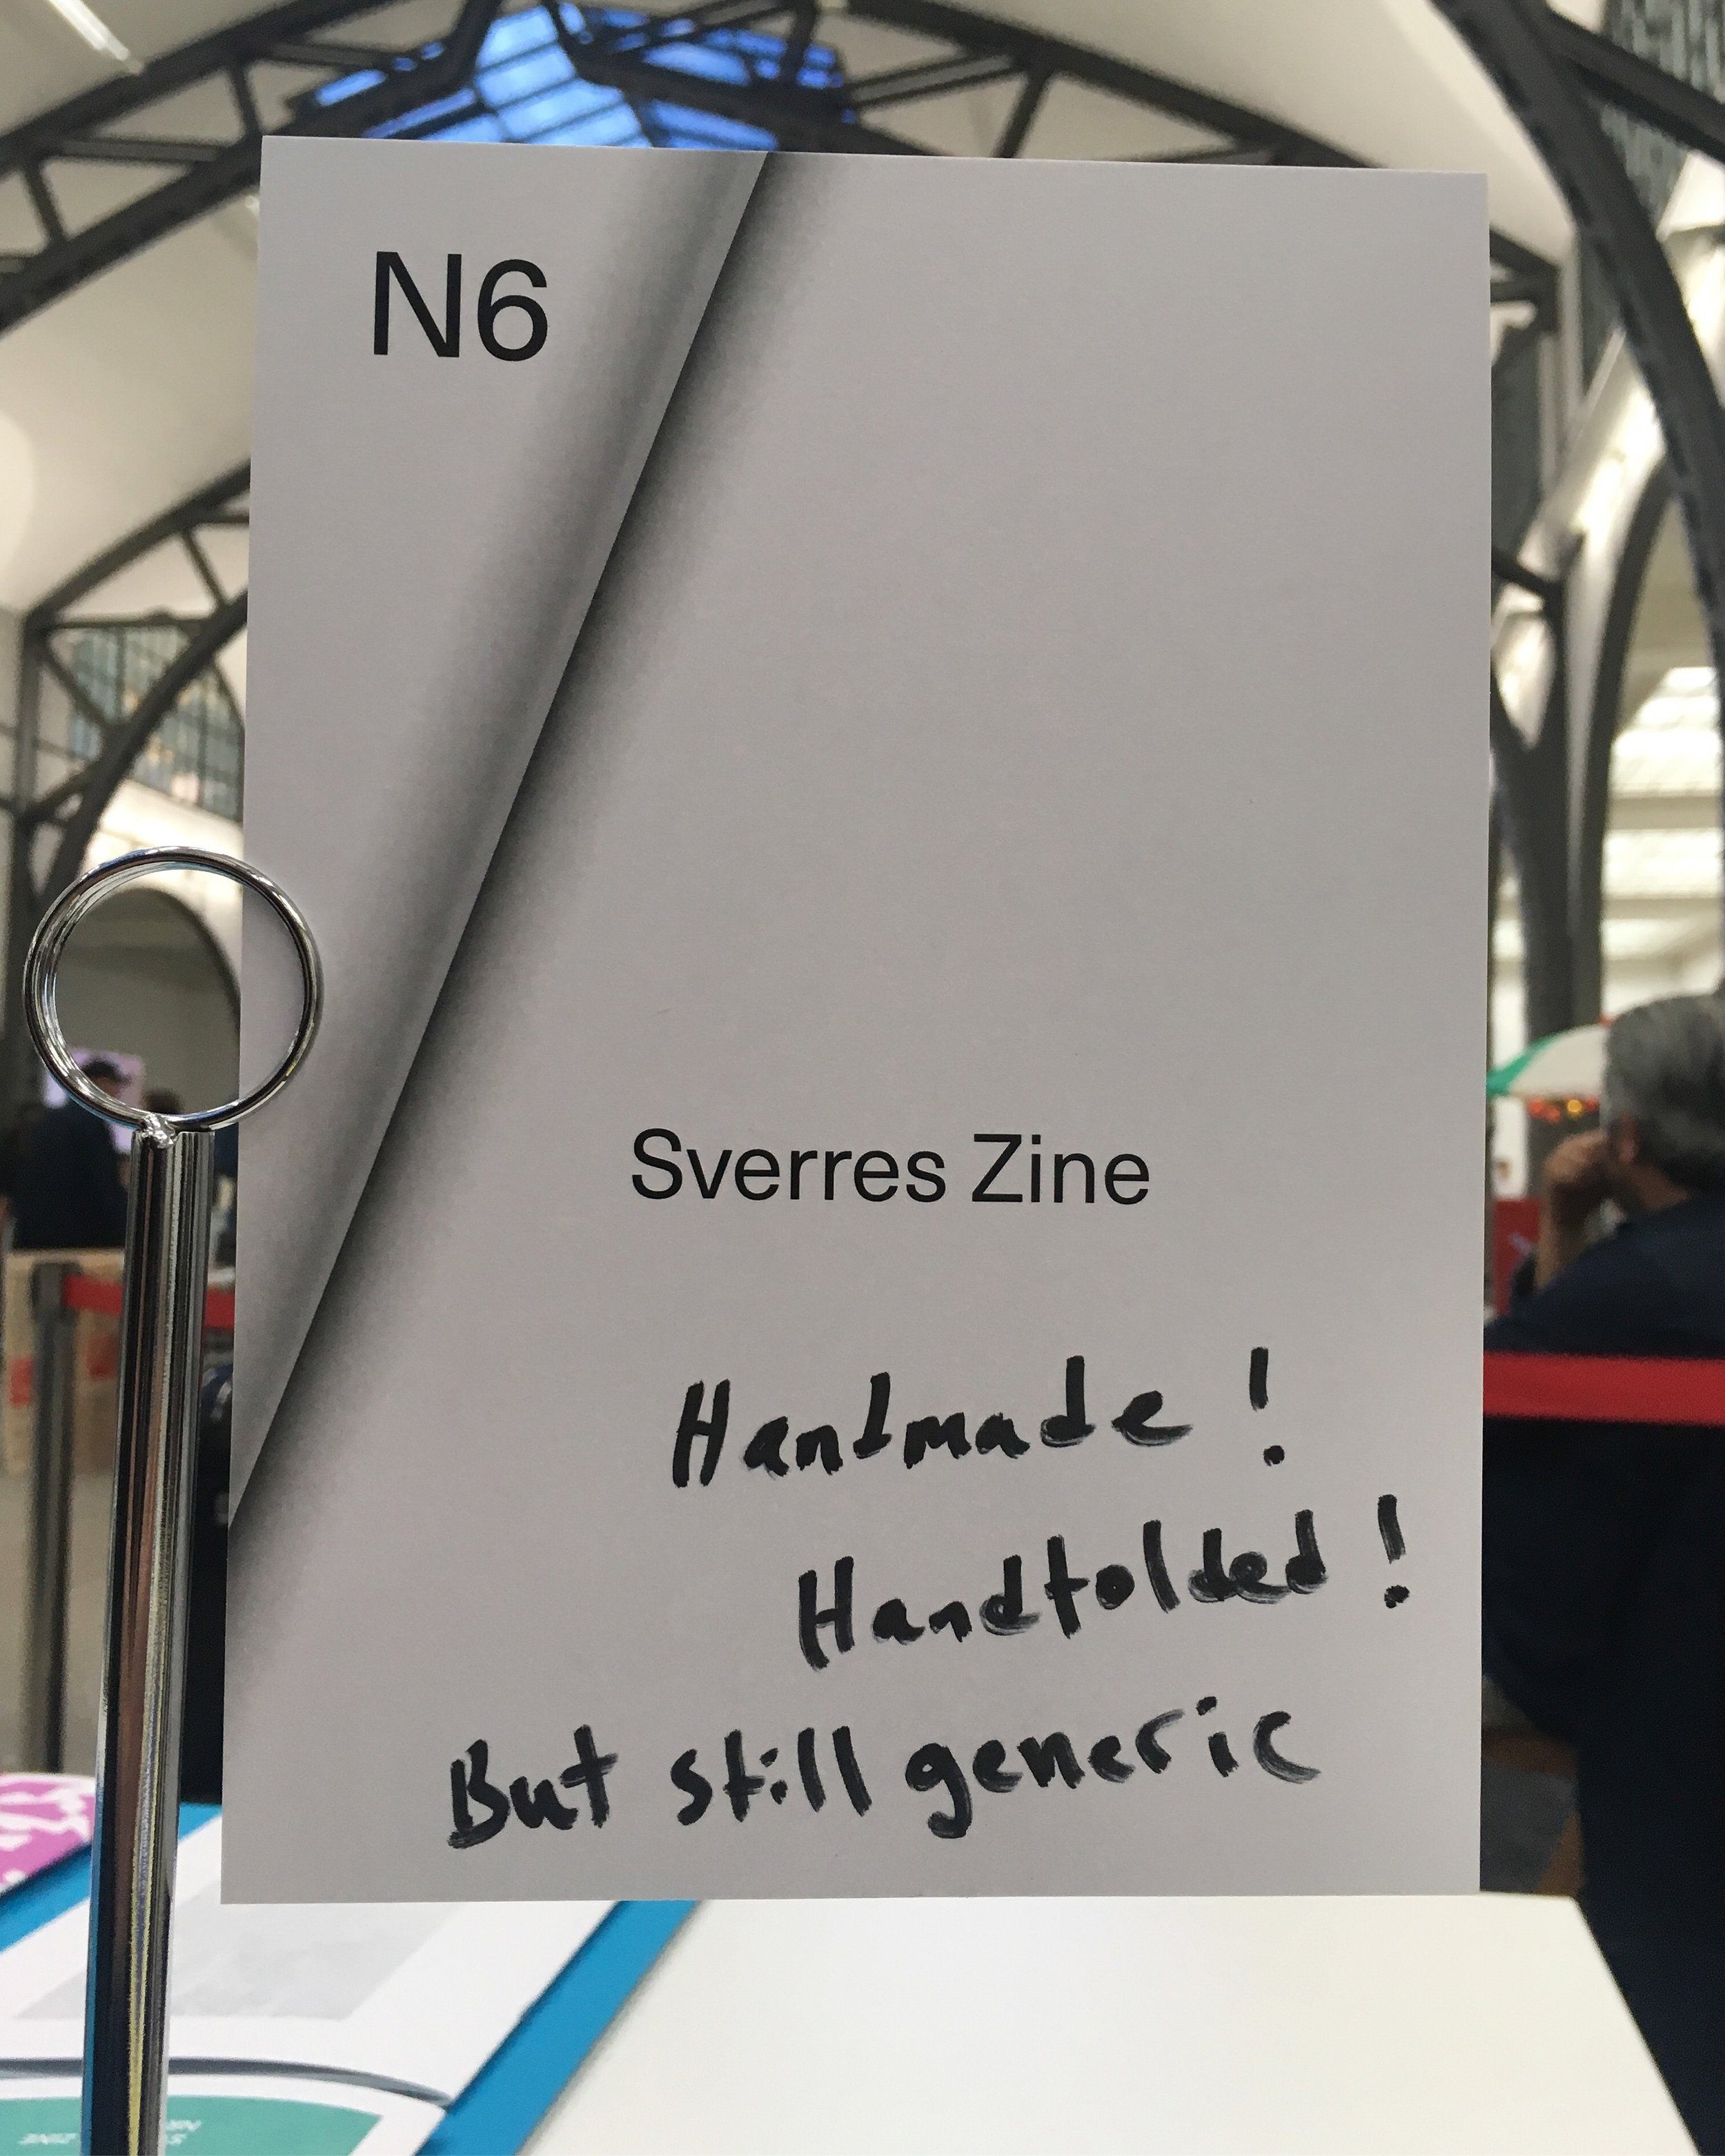 N6
Sverres Zine
Handmade !
Handfolded !
But still generic